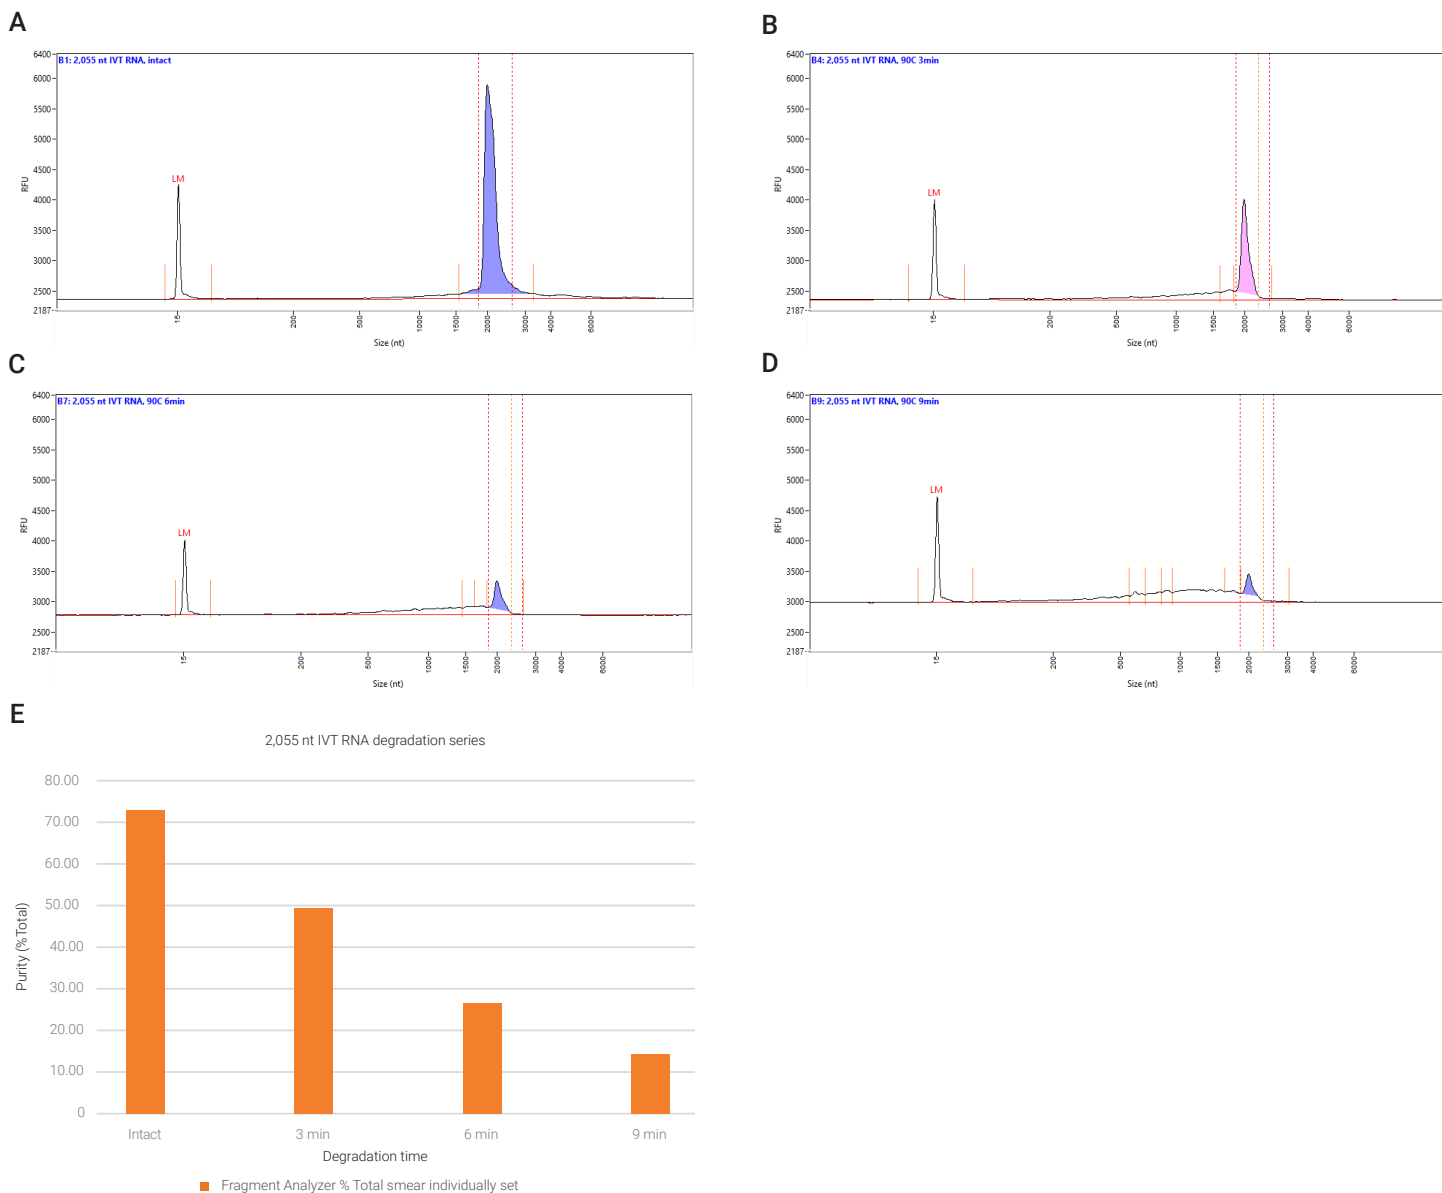 A
B1: 2,055 nt IVT RNA, intact
6400
6000
5500
5000
4500
4000
3500
3000
2500
2187
RFU
LM
15
200
500
1000
1500
2000
3000
4000
6000
Size (nt)
B
B4: 2,055 nt IVT RNA, 90C 3min
6400
6000
5500
5000
4500
4000
3500
3000
2500
2187
RFU
LM
15
200
500
1000
1500
2000
3000
4000
6000
Size (nt)
C
B7: 2,055 nt IVT RNA, 90C 6min
6400
6000
5500
5000
4500
4000
3500
3000
2500
2187
RFU
LM
15
200
500
1000
1500
2000
3000
4000
6000
Size (nt)
D
B9: 2,055 nt IVT RNA, 90C 9min
6400
6000
5500
5000
4500
4000
3500
3000
2500
2187
RFU
LM
15
200
500
1000
1500
2000
3000
4000
6000
Size (nt)
E
2,055 nt IVT RNA degradation series
80.00
70.00
60.00
50.00
40.00
30.00
20.00
10.00
0
Purity (%Total)
Intact
3 min
6 min
9 min
Degradation time
Fragment Analyzer % Total smear individually set